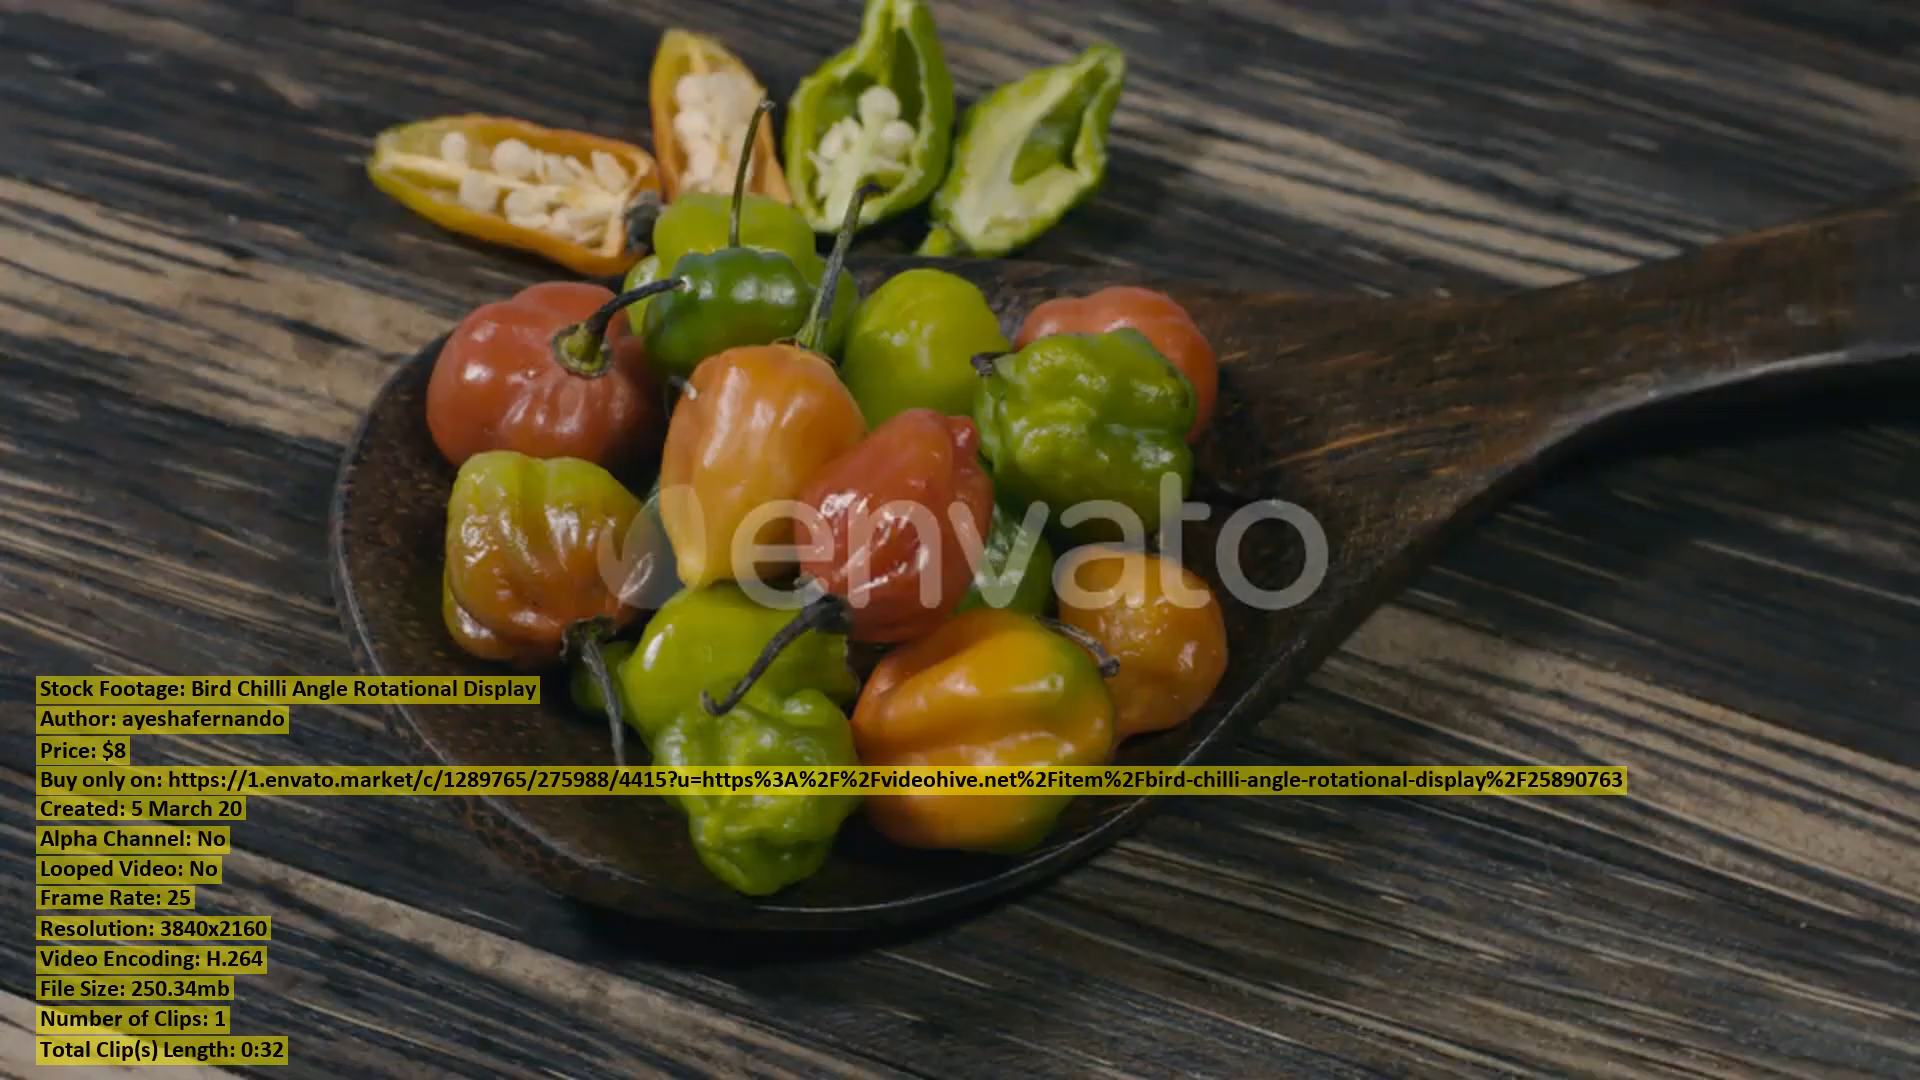 envato
Stock Footage: Bird Chilli Angle Rotational Display
Author: ayeshafernando
Price: $8
Buy only on: https://1.envato.market/c/1289765/275988/4415?u=https%3A%2F%2Fvideohive.net%2Fitem%2Fbird-chilli-angle-rotational-display%2F25890763
Created: 5 March 20
Alpha Channel: No
Looped Video: No
Frame Rate: 25
Resolution: 3840x2160
Video Encoding: H.264
File Size: 250.34mb
Number of Clips: 1
Total Clip(s) Length: 0:32